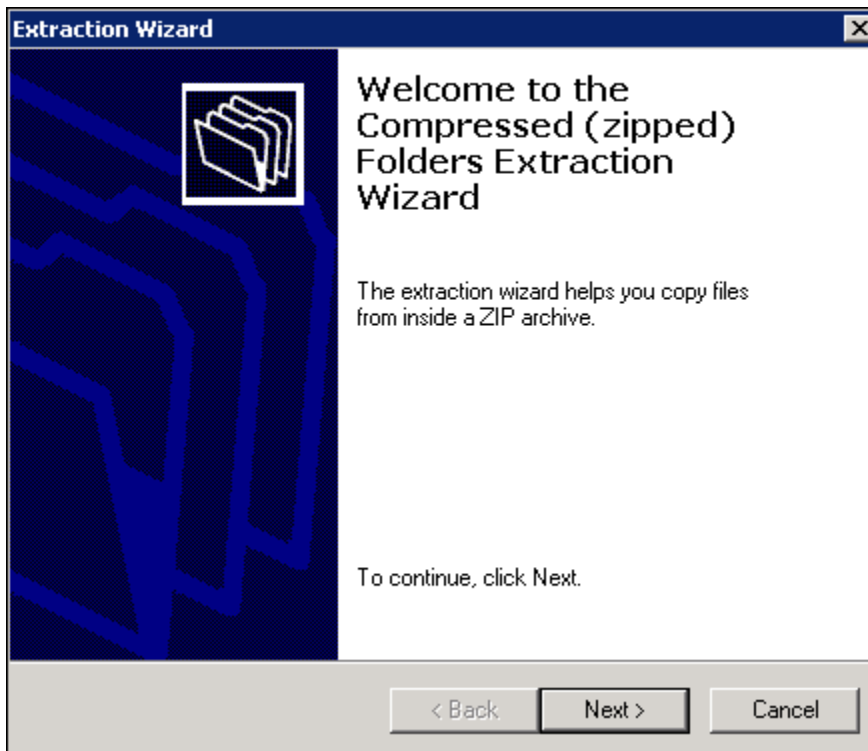 Extraction Wizard
Welcome to the
Compressed (zipped)
Folders Extraction
Wizard
The extraction wizard helps you copy files
from inside a ZIP archive.
To continue, click Next.
< Back
Next >
Cancel